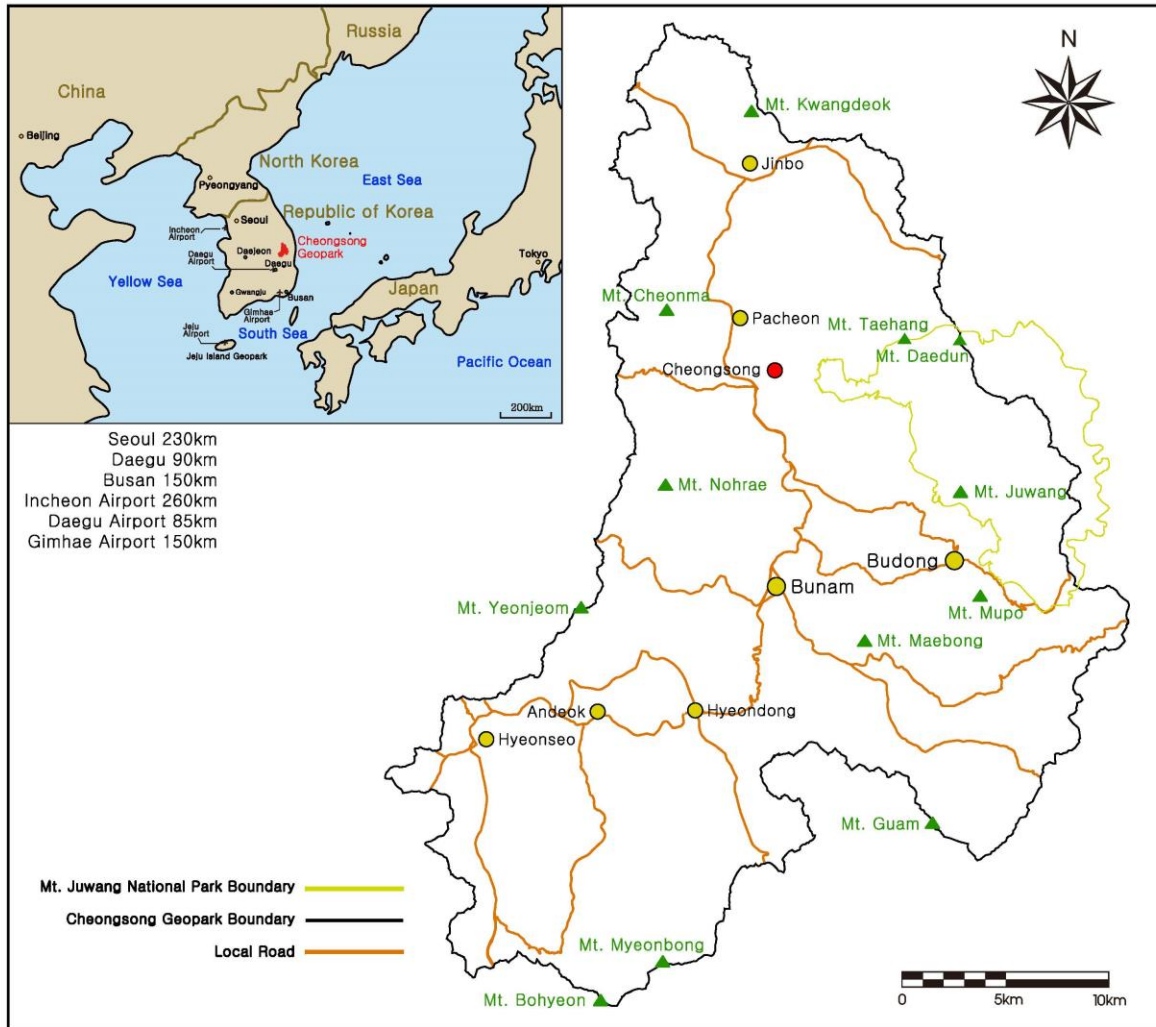 Russia
China
Beijing
North Korea
Pyeongyang
East Sea
Republic of Korea
Seoul
Incheon
Airport
Cheongsong
Geopark
Daejeon
Daegu
Airport
Daegu
Yellow Sea
Tokyo
Gwangju
Busan
Gimhae
Airport
Japan
South Sea
Jeju
Airport
Jeju Island Geopark
Pacific Ocean
200km
Seoul 230km
Daegu 90km
Busan 150km
Incheon Airport 260km
Daegu Airport 85km
Gimhae Airport 150km
N
Mt. Kwangdeok
Jinbo
Mt. Cheonma
Pacheon
Mt. Taehang
Mt. Daedun
Cheongsong
Mt. Nohrae
Mt. Juwang
Budong
Bunam
Mt. Yeonjeom
Mt. Mupo
Mt. Maebong
Andeok
Hyeondong
Hyeonseo
Mt. Guam
Mt. Myeonbong
Mt. Bohyeon
Mt. Juwang National Park Boundary
Cheongsong Geopark Boundary
Local Road
0 5km 10km